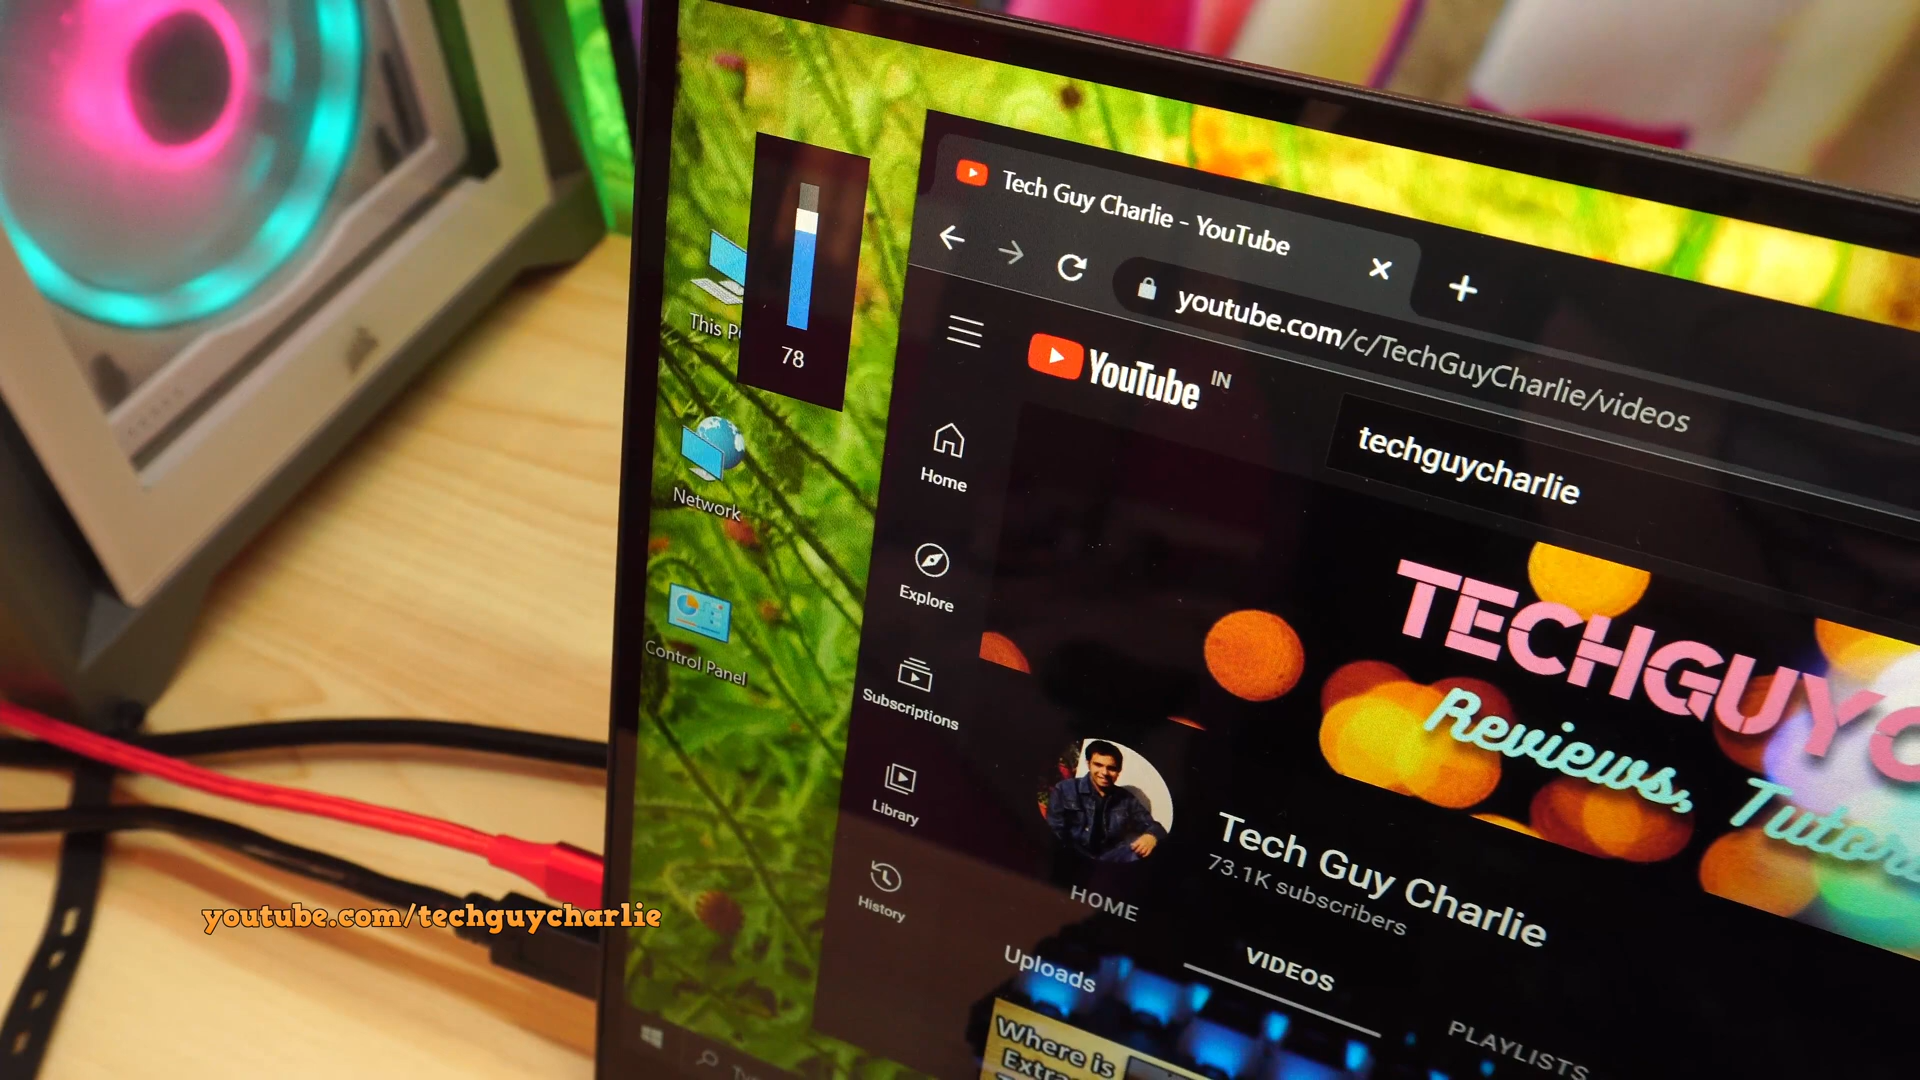 Tech Guy Charlie - YouTube
youtube.com/c/TechGuyCharlie/videos
YouTube IN
techguycharlie
This
78
Network
Control Panel
Home
Explore
Subscriptions
Library
History
TECHGUY
Reviews,
Tech Guy Charlie
73.1K subscribers
HOME
VIDEOS
PLAYLISTS
Uploads
Where is
youtube.com/techguycharlie